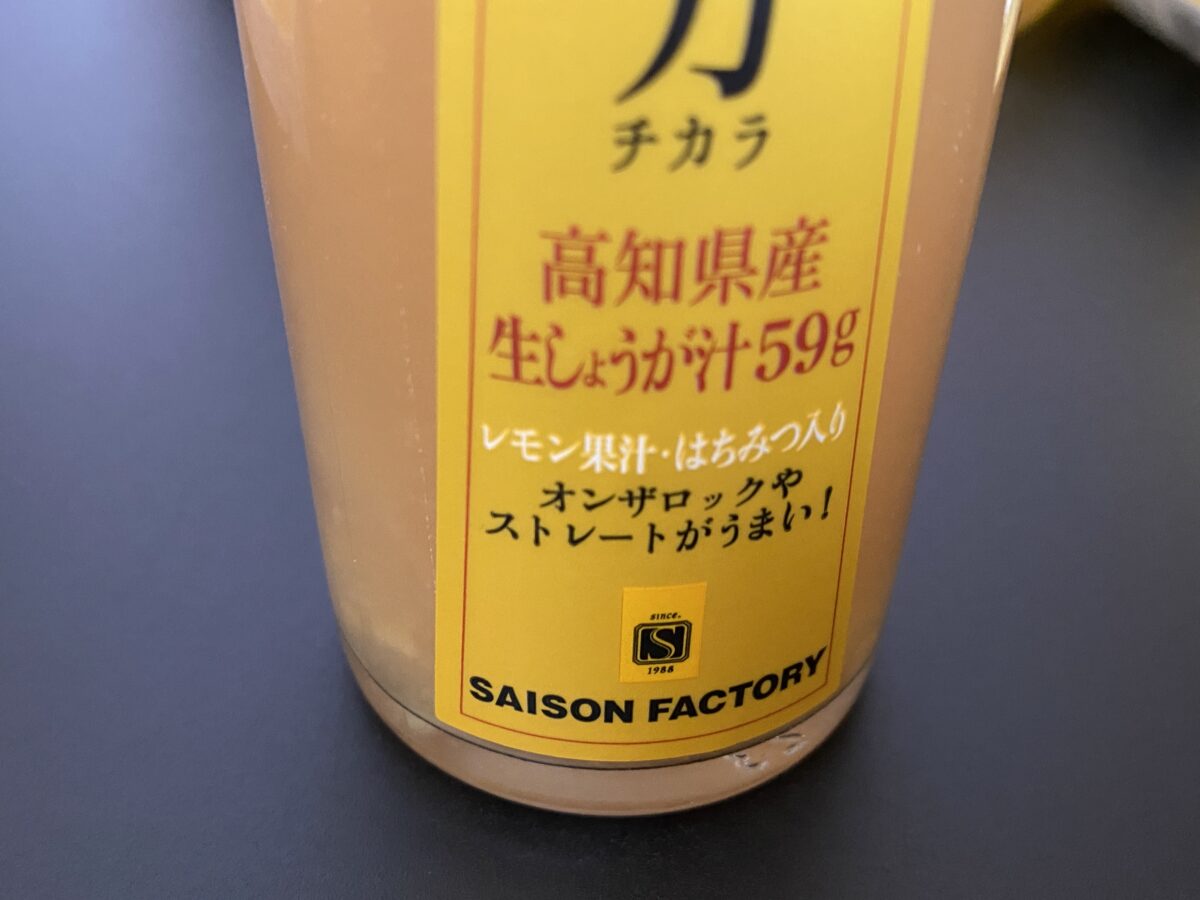 力
チカラ
高知県産
生しょうが汁59g
レモン果汁・はちみつ入り
オンザロックや
ストレートがうまい!
since.
S
1988
SAISON FACTORY